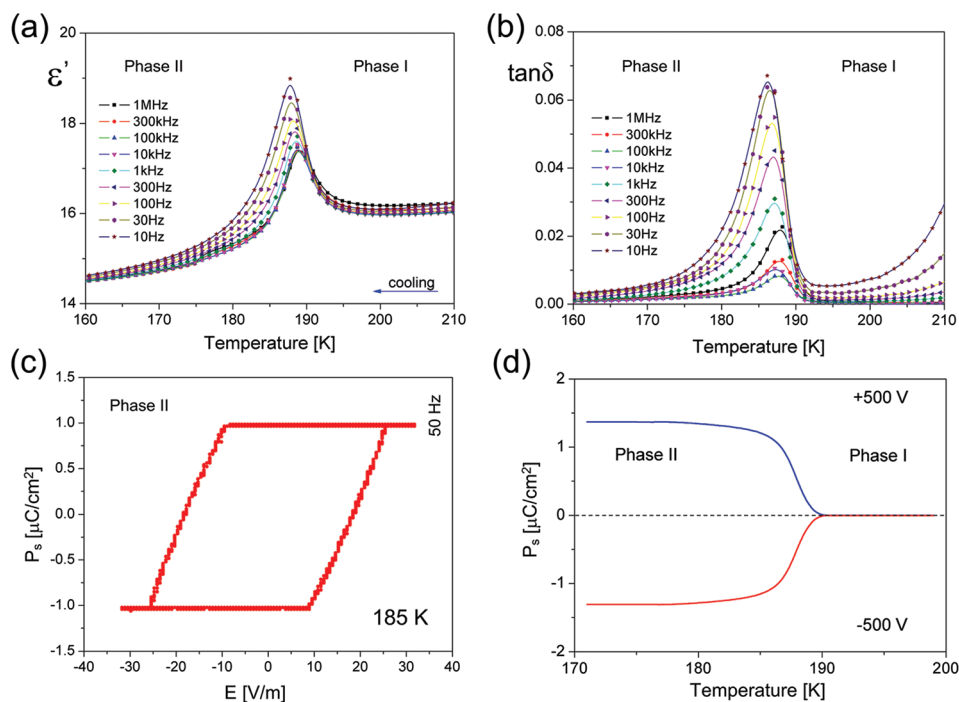 (a)
20
19
18
17
16
15
14
ε’
Phase II
Phase I
1MHz
300kHz
100kHz
10kHz
1kHz
300Hz
100Hz
30Hz
10Hz
cooling
160 170 180 190 200 210
Temperature [K]
(b)
0.08
0.06
0.04
0.02
0.00
tanδ
Phase II
Phase I
1MHz
300kHz
100kHz
10kHz
1kHz
300Hz
100Hz
30Hz
10Hz
160 170 180 190 200 210
Temperature [K]
(c)
1.5
1.0
0.5
0.0
-0.5
-1.0
-1.5
Ps [μC/cm2]
Phase II
50 Hz
185 K
-40 -30 -20 -10 0 10 20 30 40
E [V/m]
(d)
2
1
0
-1
-2
Ps [μC/cm2]
+500 V
Phase II
Phase I
-500 V
170 180 190 200
Temperature [K]